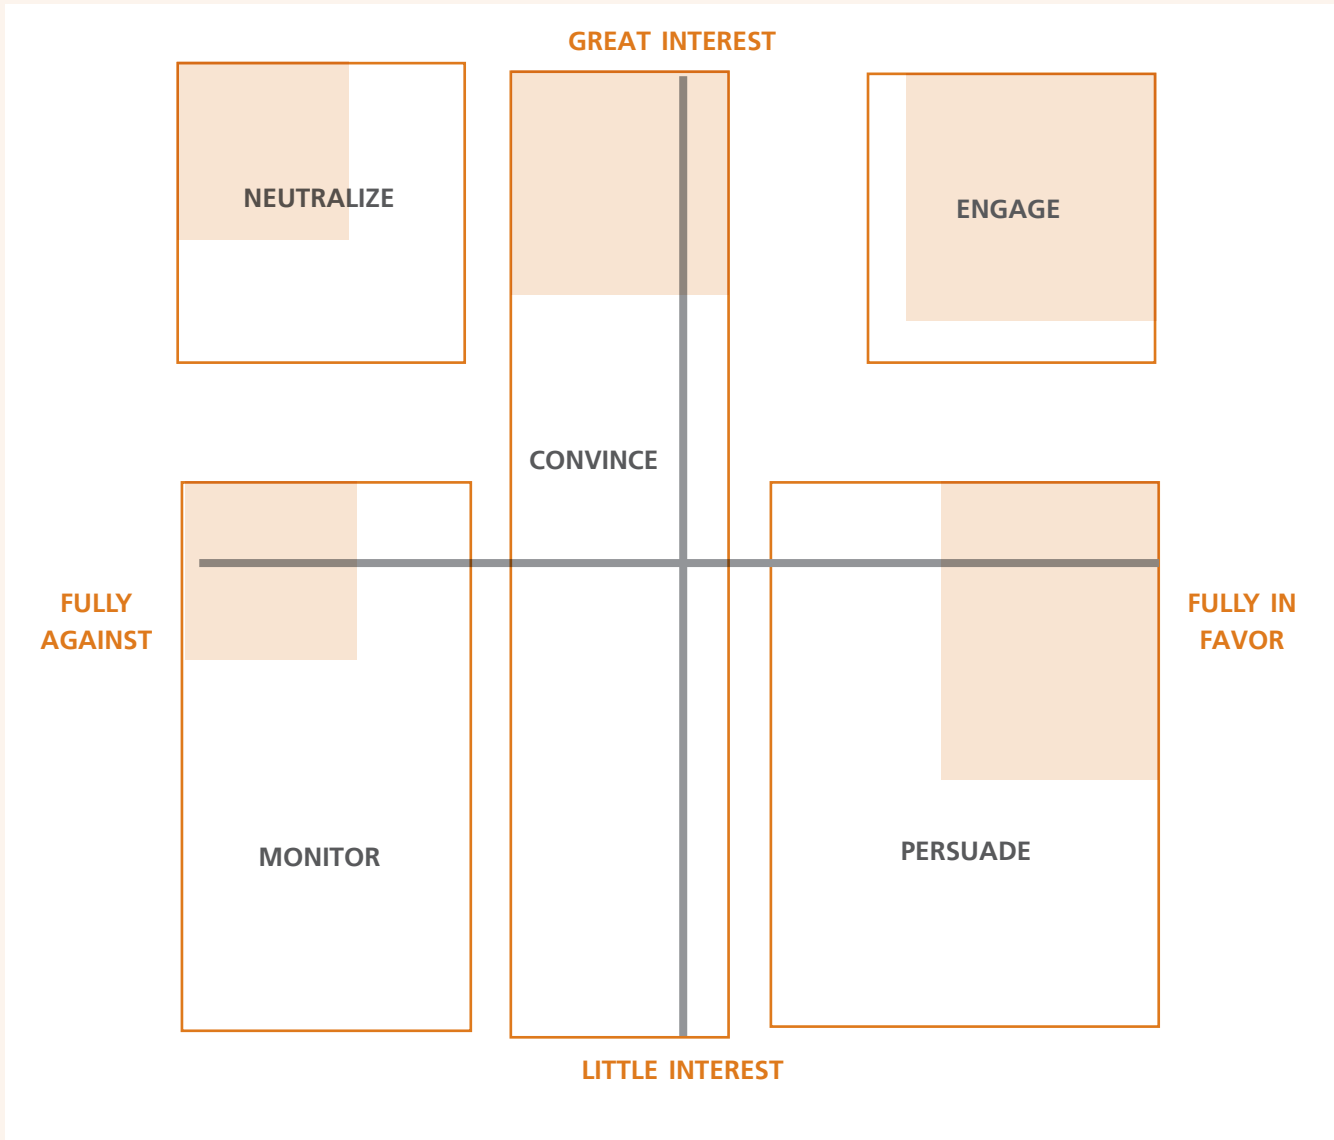 GREAT INTEREST
NEUTRALIZE
ENGAGE
CONVINCE
FULLY
AGAINST
FULLY IN
FAVOR
MONITOR
PERSUADE
LITTLE INTEREST